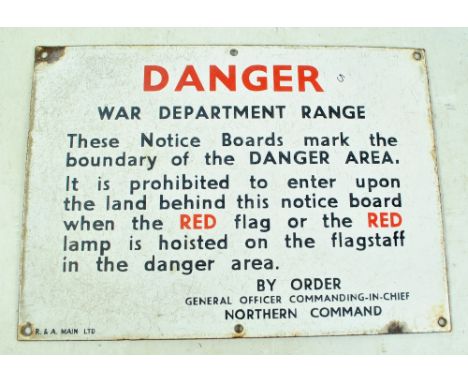 DANGER
WAR DEPARTMENT RANGE
These Notice Boards mark the
boundary of the DANGER AREA.
It is prohibited to enter upon
the land behind this notice board
when the RED flag or the RED
lamp is hoisted on the flagstaff
in the danger area.
BY ORDER
GENERAL OFFICER COMMANDING-IN-CHIEF
NORTHERN COMMAND
R. & A. MAIN LTD